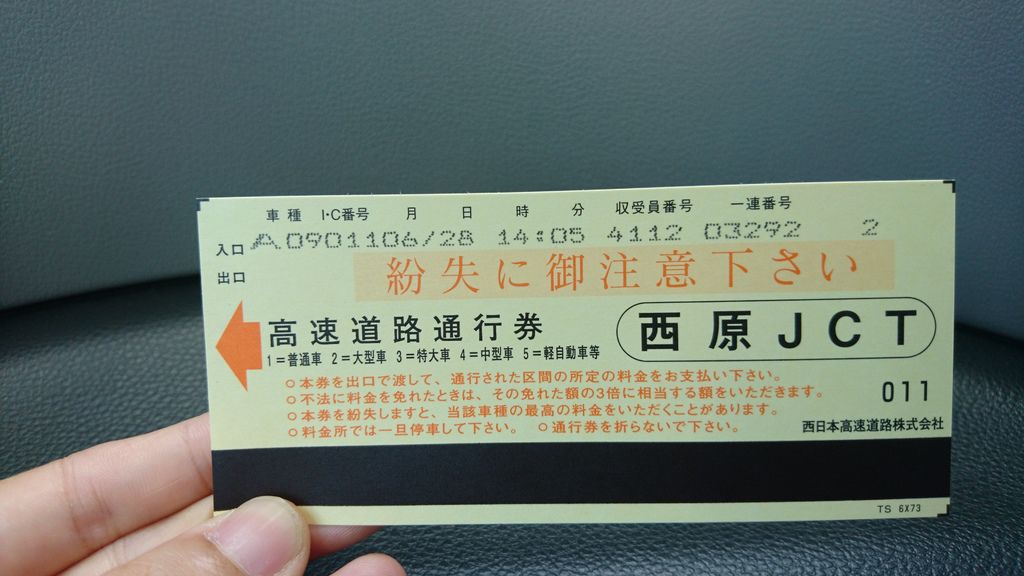 車種 I・C番号 月 日 時 分 収受員番号 一連番号
入口 A0901106/28 14:05 4112 03292 2
出口
紛失に御注意下さい
高速道路通行券
1=普通車 2=大型車 3=特大車 4=中型車 5=軽自動車等
西原JCT
○本券を出口で渡して、通行された区間の所定の料金をお支払い下さい。
○不法に料金を免れたときは、その免れた額の3倍に相当する額をいただきます。
○本券を紛失しますと、当該車種の最高の料金をいただくことがあります。
○料金所では一旦停車して下さい。 ○通行券を折らないで下さい。
011
西日本高速道路株式会社
TS 6X73